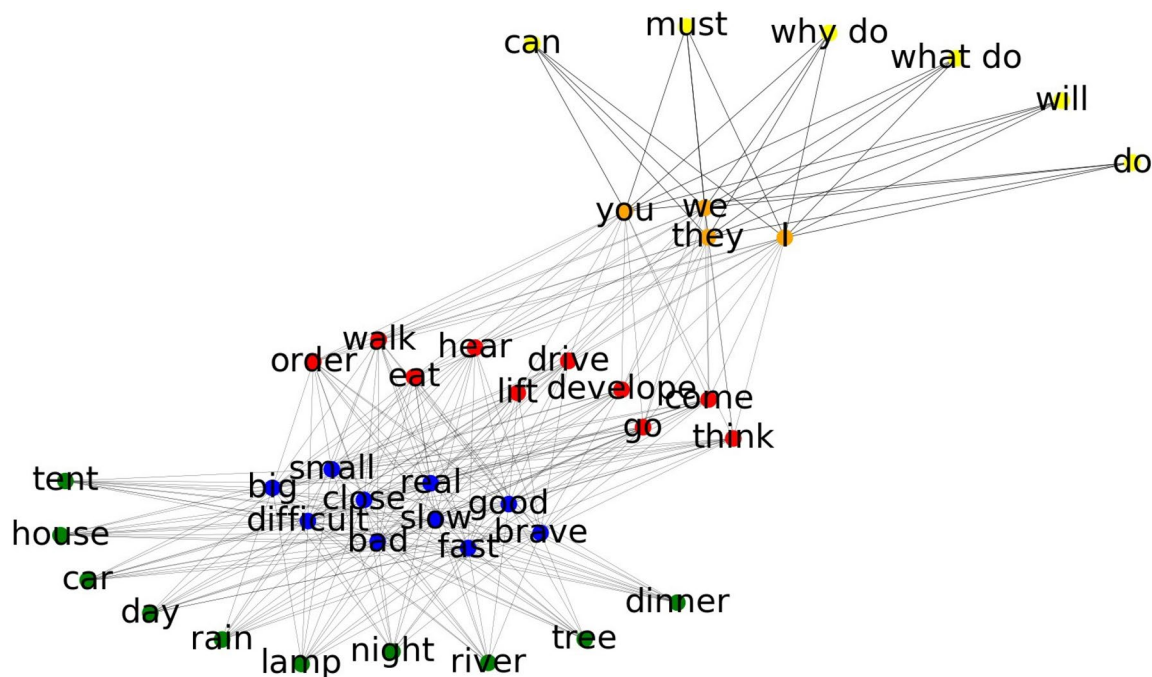 can
must
why do
what do
will
do
you
we
they
I
order
walk
eat
hear
lift
drive
develope
go
come
think
tent
big
small
close
real
difficult
slow
good
bad
fast
brave
house
car
day
rain
lamp
night
river
tree
dinner